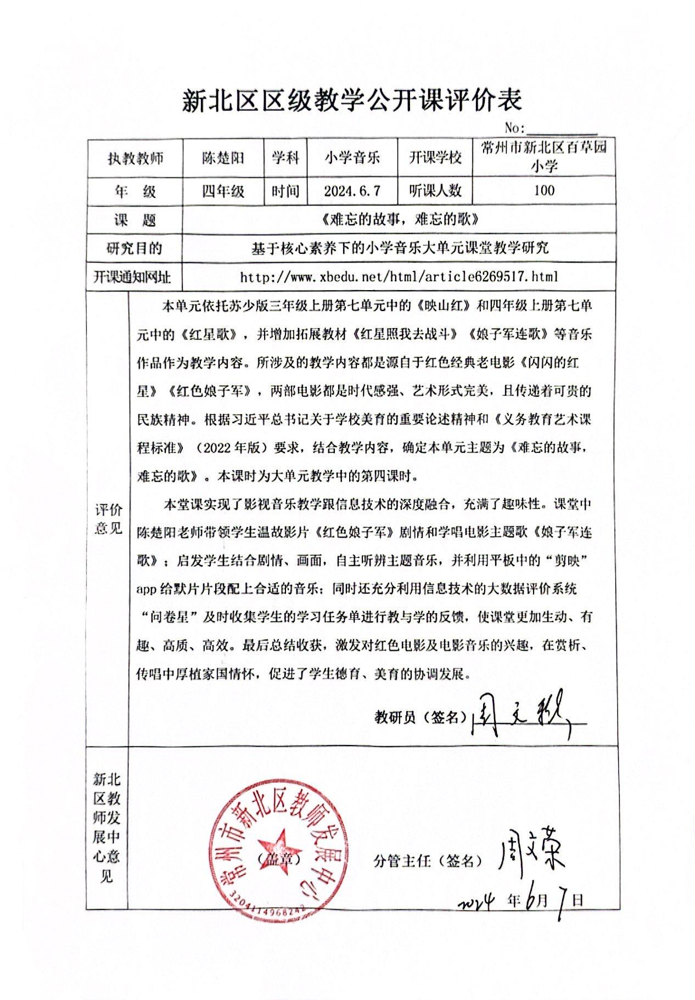 新北区区级教学公开课评价表
No:
执教教师 陈楚阳 学科 小学音乐 开课学校 常州市新北区百草园
小学
年 级 四年级 时间 2024.6.7 听课人数 100
课 题 《难忘的故事，难忘的歌》
研究目的 基于核心素养下的小学音乐大单元课堂教学研究
开课通知网址 http://www.xbedu.net/html/article6269517.html
本单元依托苏少版三年级上册第七单元中的《映山红》和四年级上册第七单
元中的《红星歌》，并增加拓展教材《红星照我去战斗》《娘子军连歌》等音乐
作品作为教学内容。所涉及的教学内容都是源自于红色经典老电影《闪闪的红
星》《红色娘子军》，两部电影都是时代感强、艺术形式完美，且传递着可贵的
民族精神。根据习近平总书记关于学校美育的重要论述精神和《义务教育艺术课
程标准》（2022 年版）要求，结合教学内容，确定本单元主题为《难忘的故事，
难忘的歌》。本课时为大单元教学中的第四课时。
评价
意见
本堂课实现了影视音乐教学跟信息技术的深度融合，充满了趣味性。课堂中
陈楚阳老师带领学生温故影片《红色娘子军》剧情和学唱电影主题歌《娘子军连
歌》；启发学生结合剧情、画面，自主听辨主题音乐，并利用平板中的“剪映”
app 给默片片段配上合适的音乐；同时还充分利用信息技术的大数据评价系统
“问卷星”及时收集学生的学习任务单进行教与学的反馈，使课堂更加生动、有
趣、高质、高效。最后总结收获，激发对红色电影及电影音乐的兴趣，在赏析、
传唱中厚植家国情怀，促进了学生德育、美育的协调发展。
教研员（签名）周文
新北
区教
师发
展中
心意
见
常州市新北区教师发展中心
（盖章）
3204114968242
分管主任（签名）周文荣
2024 年 6 月 7 日